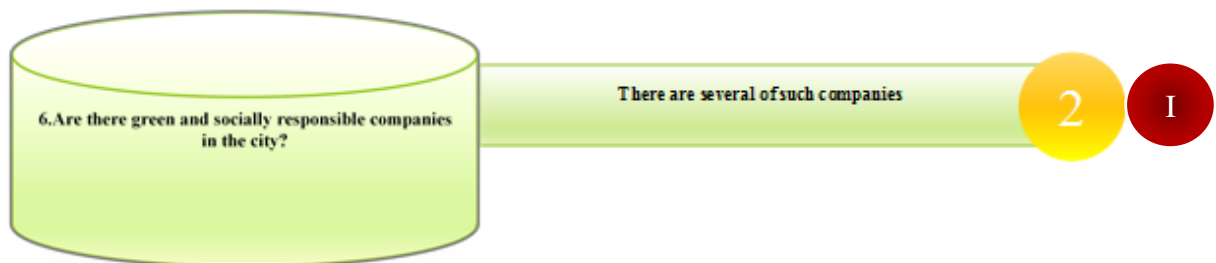 6.Are there green and socially responsible companies
in the city?
There are several of such companies
2
I